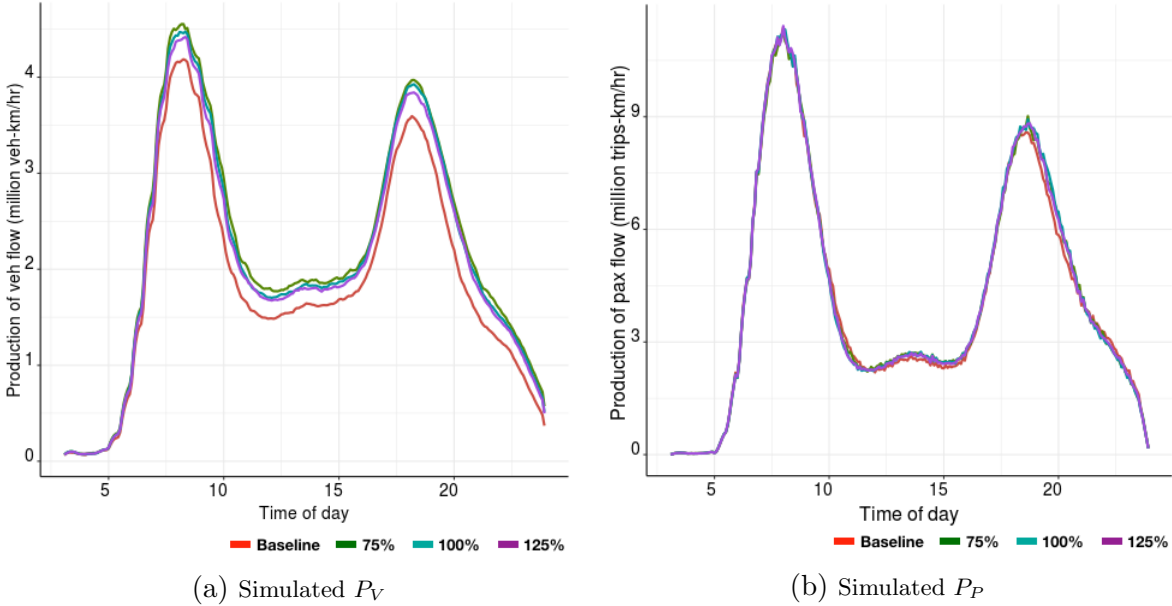 Production of veh flow (million veh-km/hr)
4
3
2
1
0
5
10
15
20
Time of day
Baseline 75% 100% 125%
(a) Simulated P_V
Production of pax flow (million trips-km/hr)
9
6
3
0
5
10
15
20
Time of day
Baseline 75% 100% 125%
(b) Simulated P_P